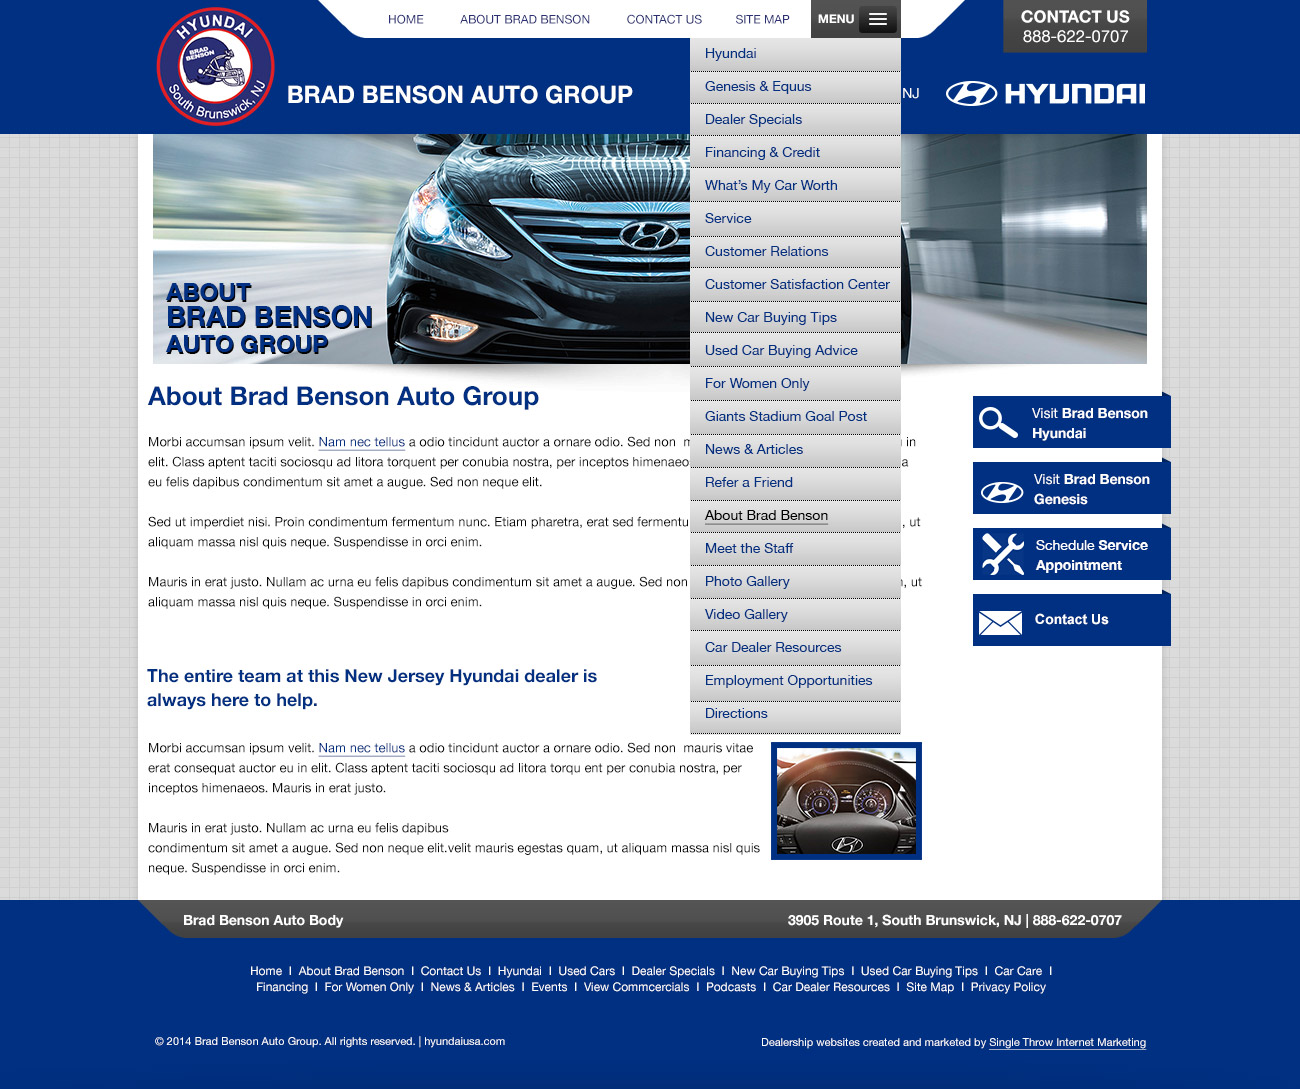 HOME ABOUT BRAD BENSON CONTACT US SITE MAP MENU
CONTACT US
888-622-0707
HYUNDAI
BRAD BENSON
South Brunswick, NJ
BRAD BENSON AUTO GROUP
NJ
HYUNDAI
Hyundai
Genesis & Equus
Dealer Specials
Financing & Credit
What's My Car Worth
Service
Customer Relations
Customer Satisfaction Center
New Car Buying Tips
Used Car Buying Advice
For Women Only
Giants Stadium Goal Post
News & Articles
Refer a Friend
About Brad Benson
Meet the Staff
Photo Gallery
Video Gallery
Car Dealer Resources
Employment Opportunities
Directions
ABOUT
BRAD BENSON
AUTO GROUP
About Brad Benson Auto Group
Morbi accumsan ipsum velit. Nam nec tellus a odio tincidunt auctor a ornare odio. Sed non in
elit. Class aptent taciti sociosqu ad litora torquent per conubia nostra, per inceptos himenaeo a
eu felis dapibus condimentum sit amet a augue. Sed non neque elit.
Sed ut imperdiet nisi. Proin condimentum fermentum nunc. Etiam pharetra, erat sed fermentu , ut
aliquam massa nisl quis neque. Suspendisse in orci enim.
Mauris in erat justo. Nullam ac urna eu felis dapibus condimentum sit amet a augue. Sed non , ut
aliquam massa nisl quis neque. Suspendisse in orci enim.
The entire team at this New Jersey Hyundai dealer is
always here to help.
Morbi accumsan ipsum velit. Nam nec tellus a odio tincidunt auctor a ornare odio. Sed non mauris vitae
erat consequat auctor eu in elit. Class aptent taciti sociosqu ad litora torqu ent per conubia nostra, per
inceptos himenaeos. Mauris in erat justo.
Mauris in erat justo. Nullam ac urna eu felis dapibus
condimentum sit amet a augue. Sed non neque elit.velit mauris egestas quam, ut aliquam massa nisl quis
neque. Suspendisse in orci enim.
Visit Brad Benson
Hyundai
Visit Brad Benson
Genesis
Schedule Service
Appointment
Contact Us
Brad Benson Auto Body
3905 Route 1, South Brunswick, NJ | 888-622-0707
Home | About Brad Benson | Contact Us | Hyundai | Used Cars | Dealer Specials | New Car Buying Tips | Used Car Buying Tips | Car Care |
Financing | For Women Only | News & Articles | Events | View Commcercials | Podcasts | Car Dealer Resources | Site Map | Privacy Policy
© 2014 Brad Benson Auto Group. All rights reserved. | hyundaiusa.com
Dealership websites created and marketed by Single Throw Internet Marketing